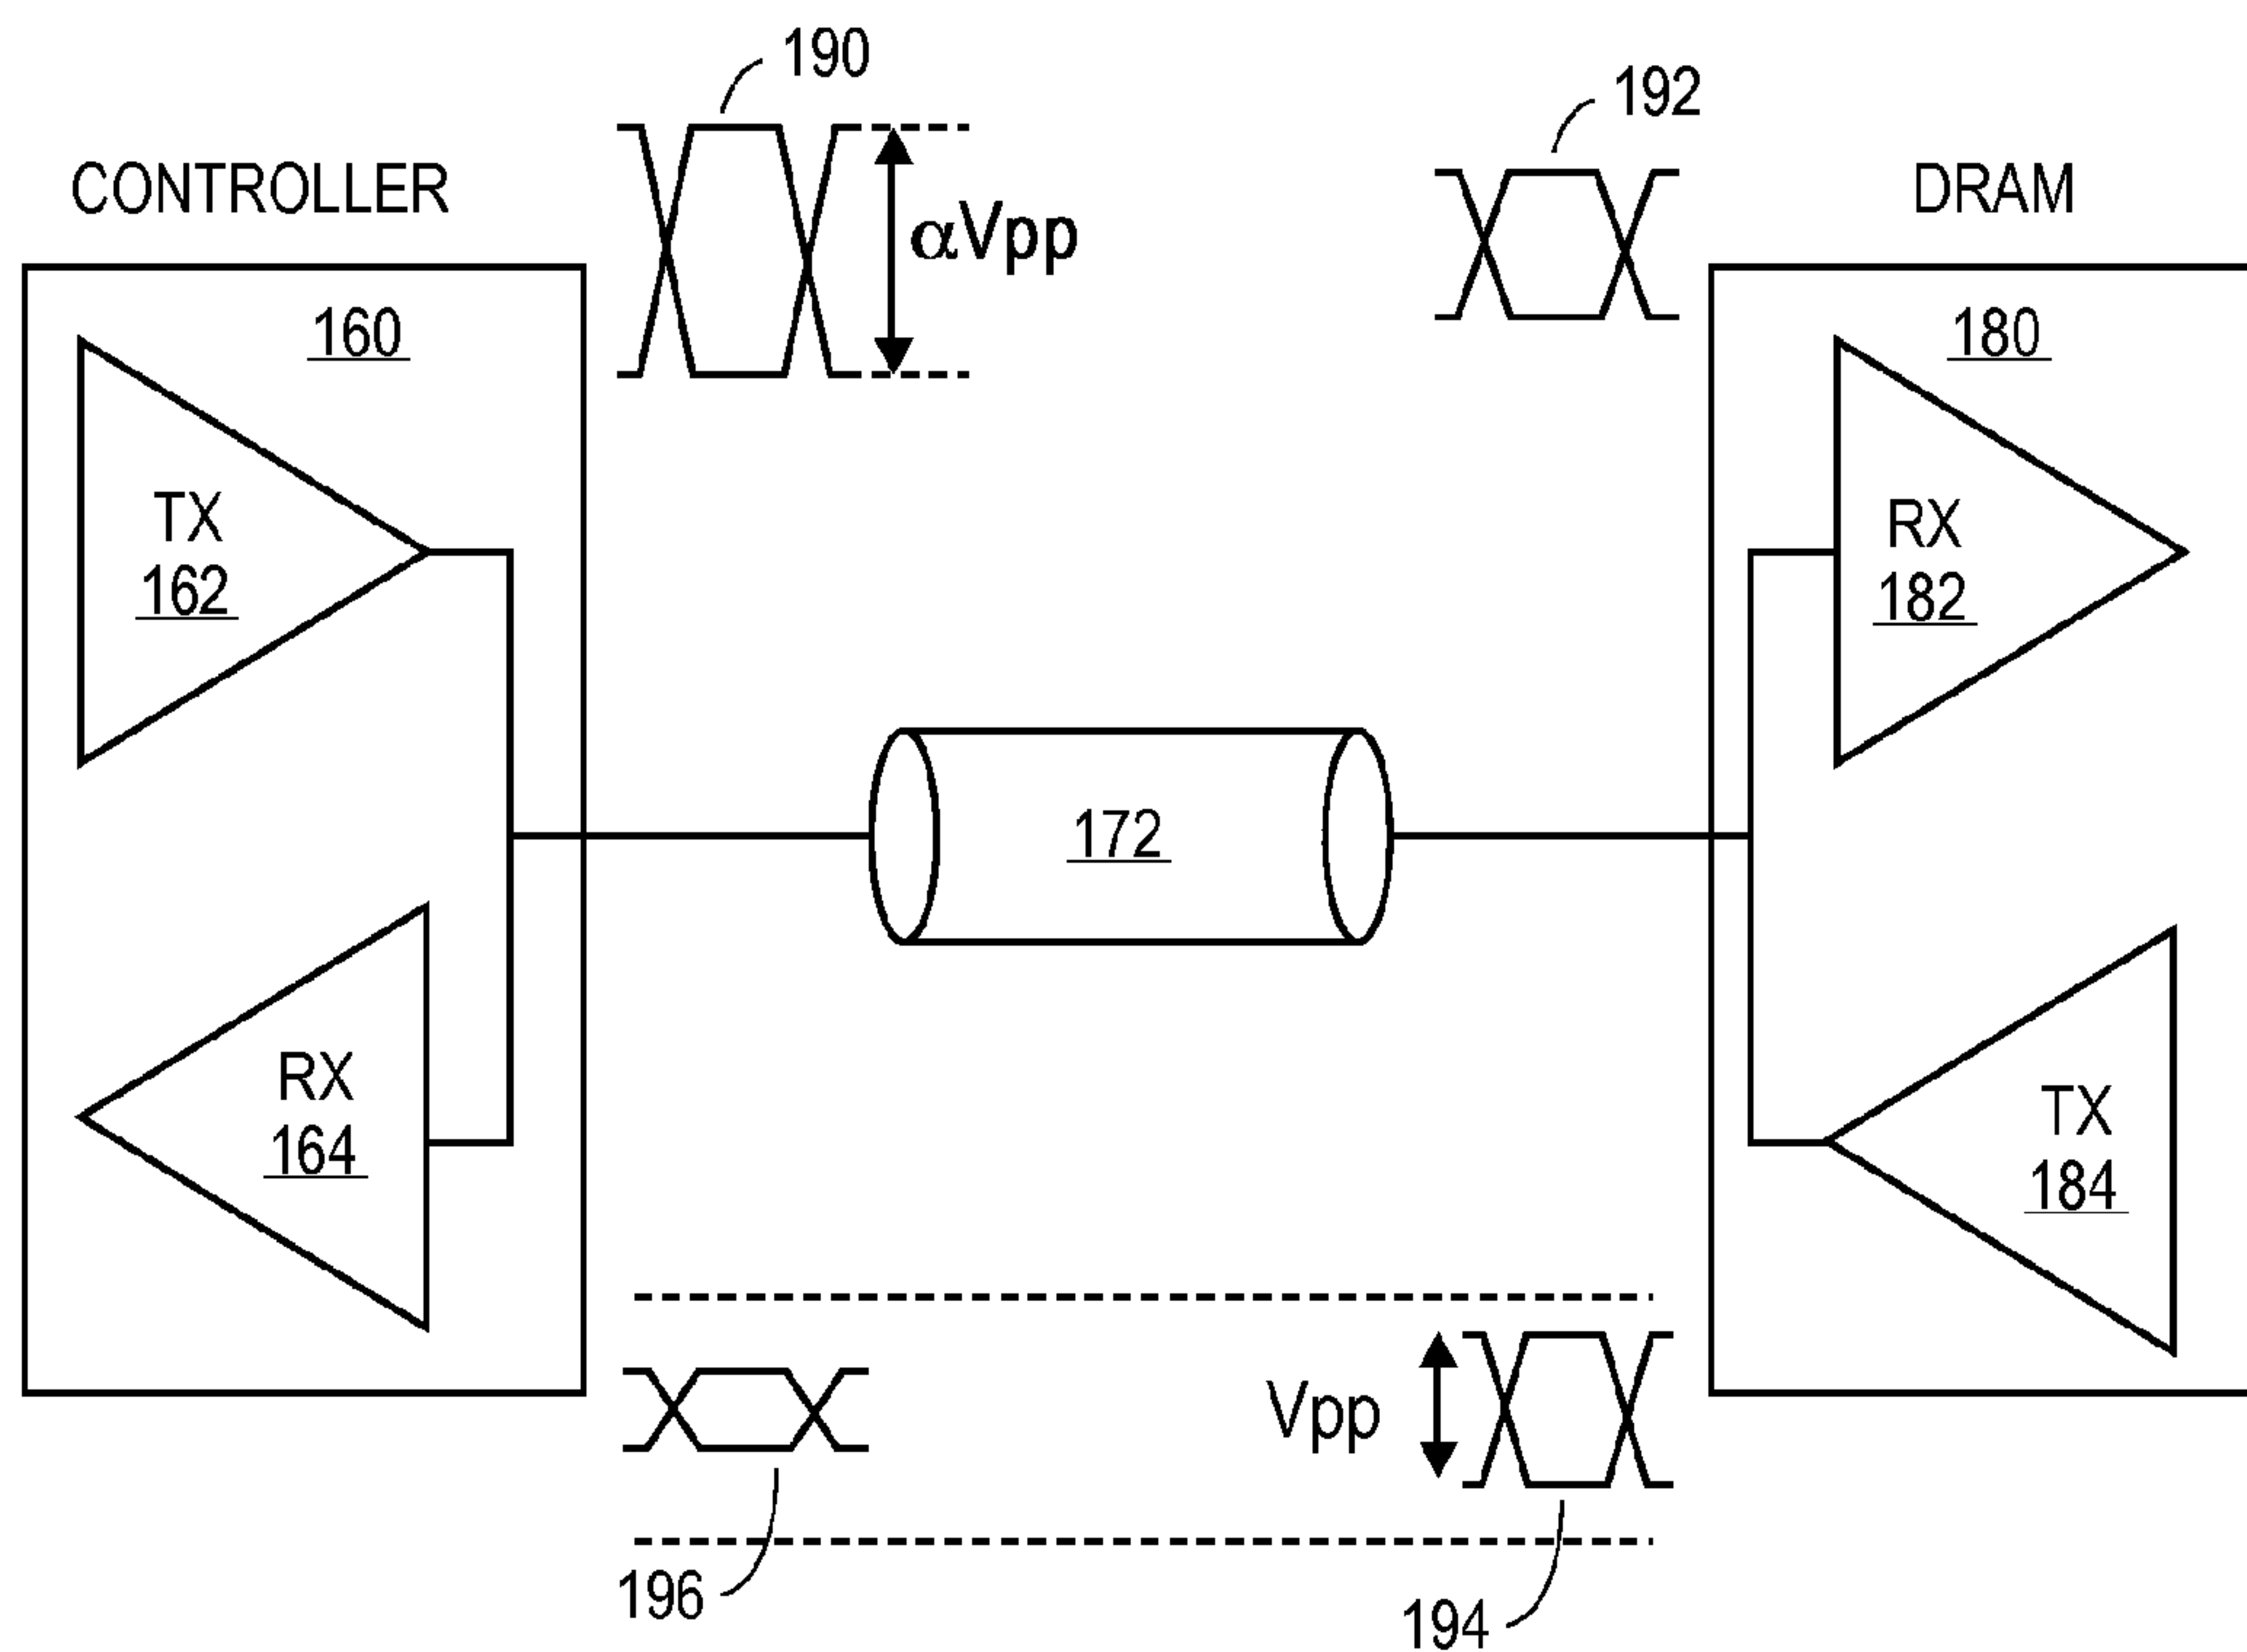 190
192
CONTROLLER
DRAM
αVpp
160
180
TX
162
RX
182
172
RX
164
TX
184
Vpp
196
194